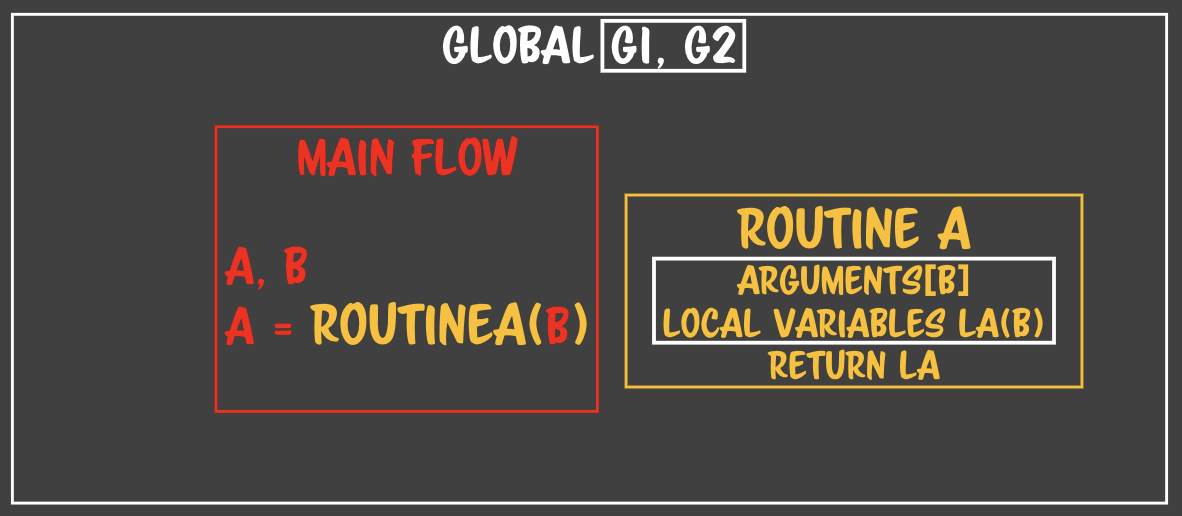 GLOBAL G1, G2
MAIN FLOW
A, B
A = ROUTINEA(B)
ROUTINE A
ARGUMENTS[B]
LOCAL VARIABLES LA(B)
RETURN LA